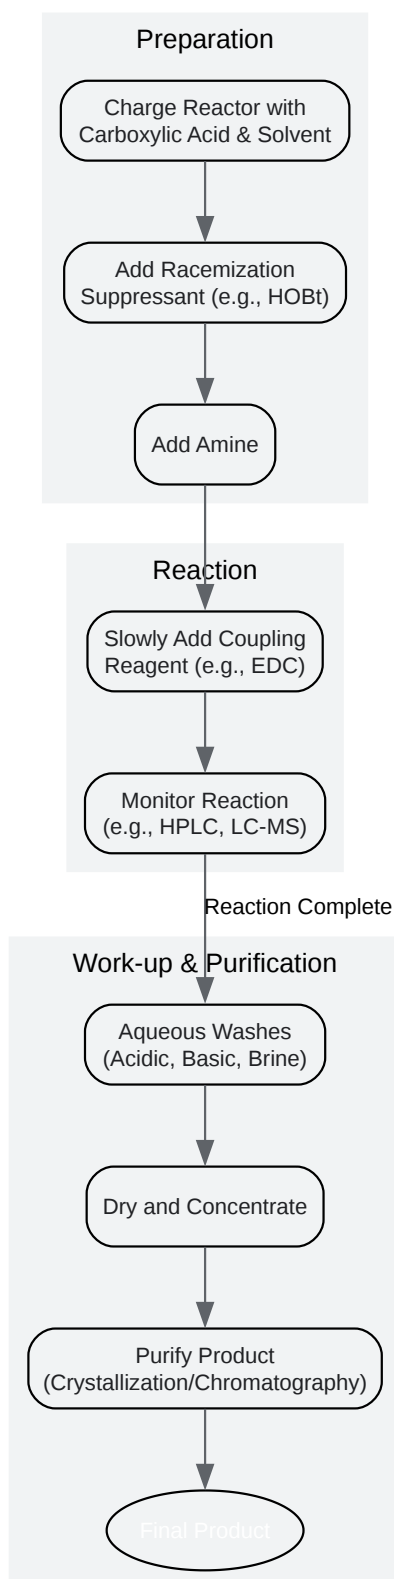 Preparation
Charge Reactor with
Carboxylic Acid & Solvent
Add Racemization
Suppressant (e.g., HOBt)
Add Amine
Reaction
Slowly Add Coupling
Reagent (e.g., EDC)
Monitor Reaction
(e.g., HPLC, LC-MS)
Reaction Complete
Work-up & Purification
Aqueous Washes
(Acidic, Basic, Brine)
Dry and Concentrate
Purify Product
(Crystallization/Chromatography)
Final Product